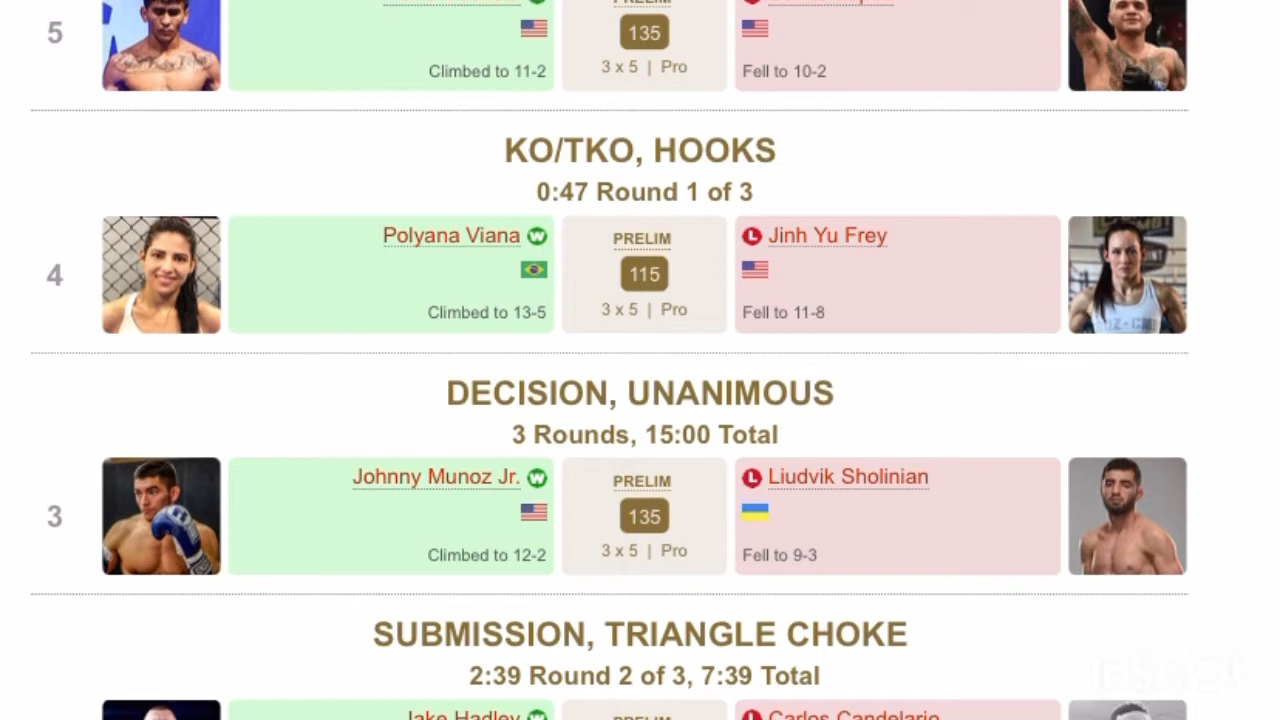 5
PRELIM
135
3 x 5 | Pro
Climbed to 11-2
Fell to 10-2
KO/TKO, HOOKS
0:47 Round 1 of 3
4
Polyana Viana W
PRELIM
L Jinh Yu Frey
115
Climbed to 13-5
3 x 5 | Pro
Fell to 11-8
DECISION, UNANIMOUS
3 Rounds, 15:00 Total
3
Johnny Munoz Jr. W
PRELIM
L Liudvik Sholinian
135
Climbed to 12-2
3 x 5 | Pro
Fell to 9-3
SUBMISSION, TRIANGLE CHOKE
2:39 Round 2 of 3, 7:39 Total
Jake Hadley W
PRELIM
L Carlos Candelario